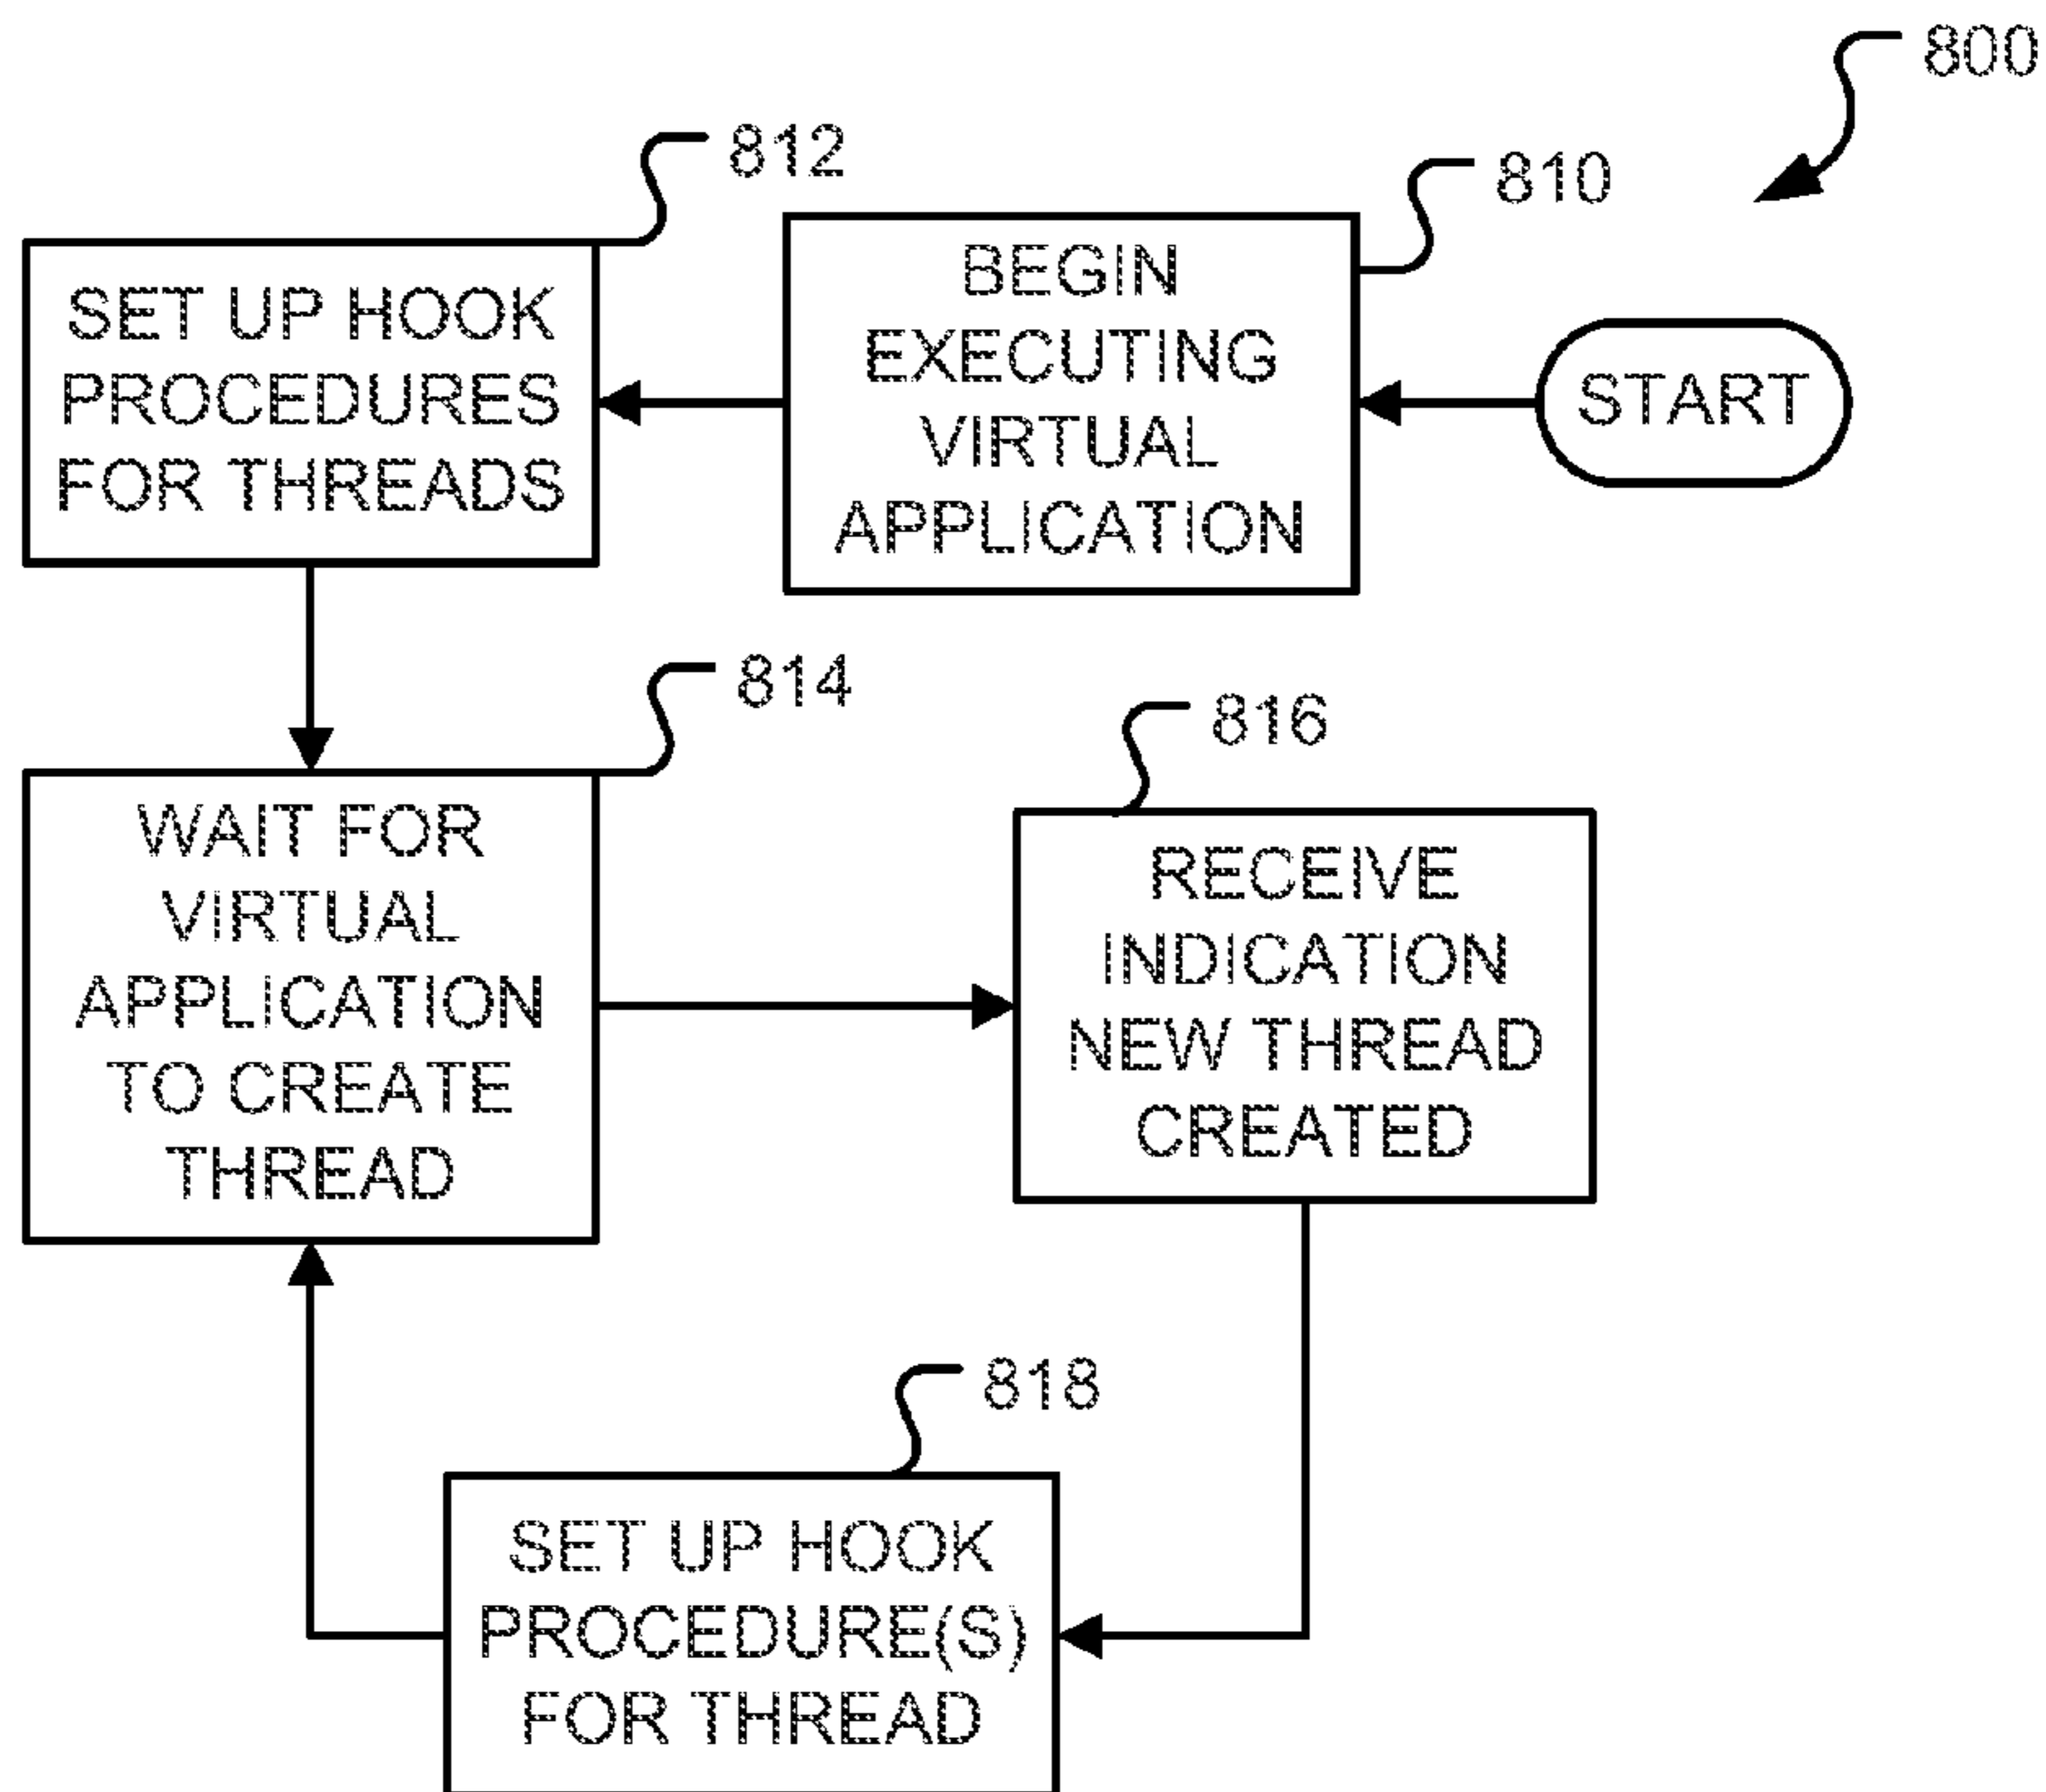 800
812
810
SET UP HOOK
PROCEDURES
FOR THREADS
BEGIN
EXECUTING
VIRTUAL
APPLICATION
START
814
816
WAIT FOR
VIRTUAL
APPLICATION
TO CREATE
THREAD
RECEIVE
INDICATION
NEW THREAD
CREATED
818
SET UP HOOK
PROCEDURE(S)
FOR THREAD